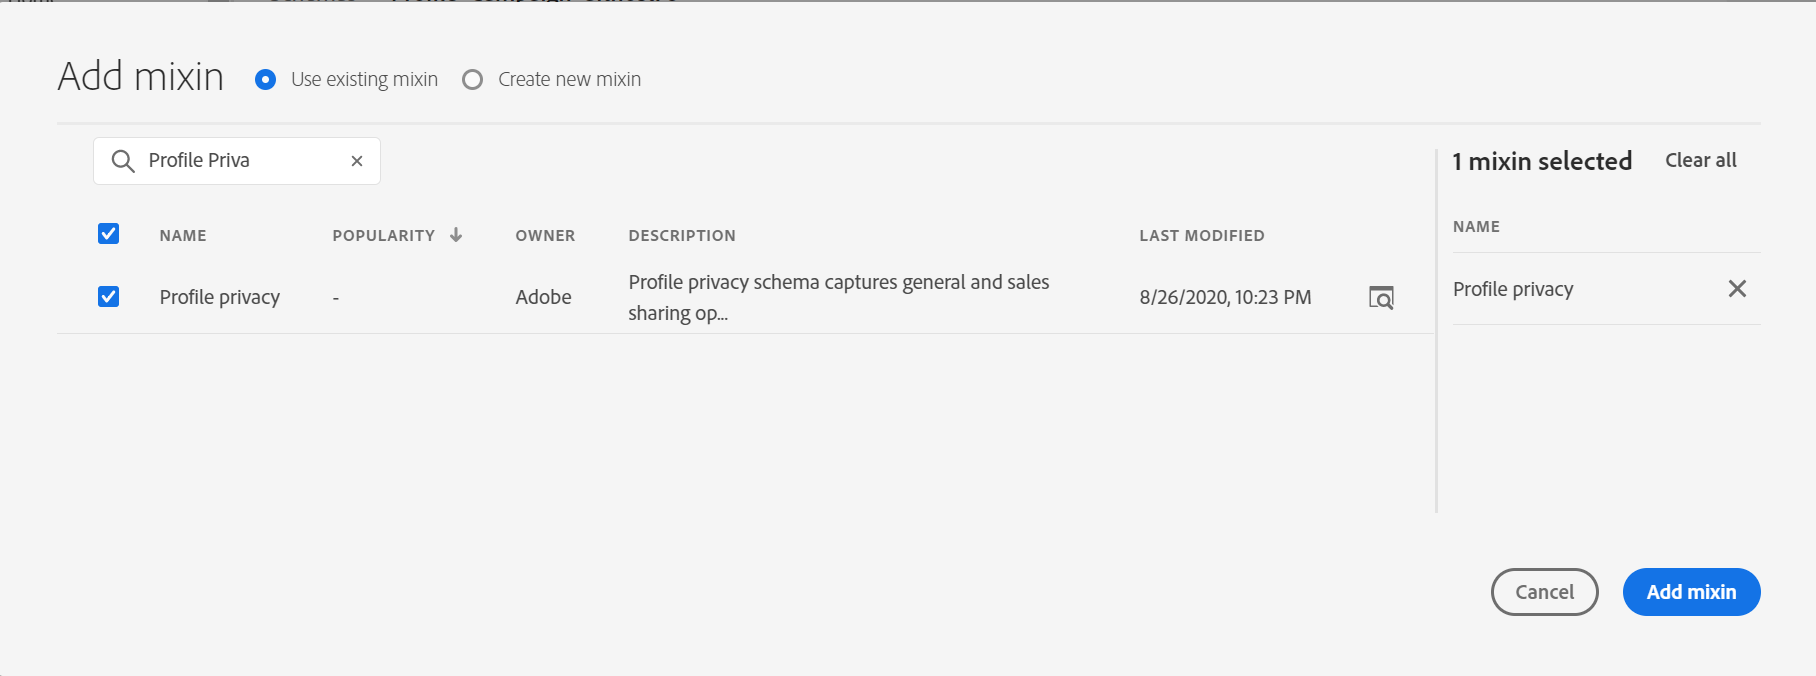 Add mixin Use existing mixin Create new mixin
Profile Priva
1 mixin selected Clear all
NAME POPULARITY OWNER DESCRIPTION LAST MODIFIED
Profile privacy - Adobe Profile privacy schema captures general and sales
sharing op... 8/26/2020, 10:23 PM
NAME
Profile privacy
Cancel Add mixin